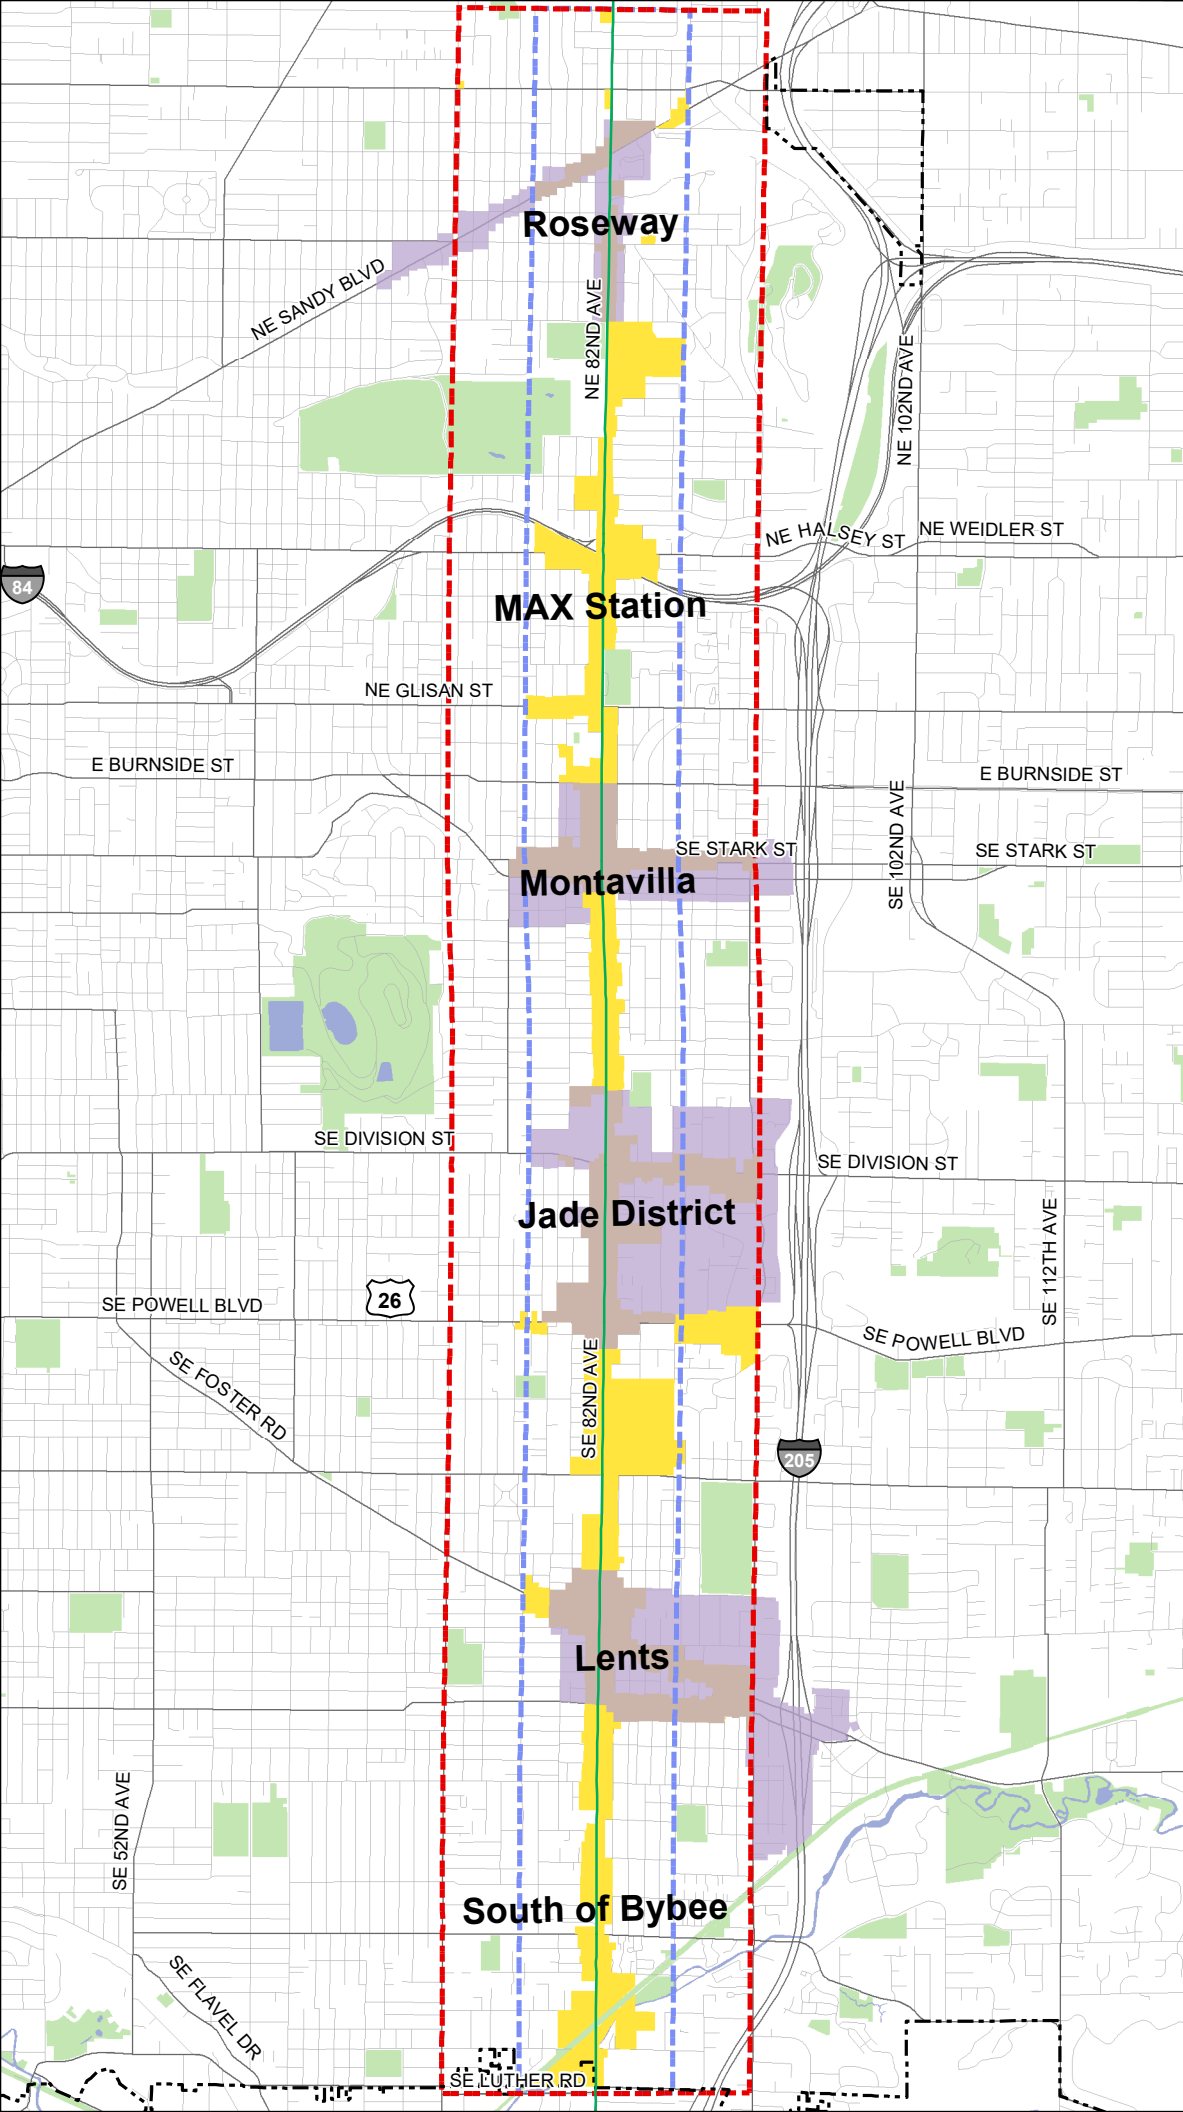 Roseway
NE SANDY BLVD
NE 82ND AVE
NE 102ND AVE
NE HALSEY ST
NE WEIDLER ST
84
MAX Station
NE GLISAN ST
E BURNSIDE ST
E BURNSIDE ST
SE 102ND AVE
SE STARK ST
SE STARK ST
Montavilla
SE DIVISION ST
SE DIVISION ST
Jade District
SE 112TH AVE
26
SE POWELL BLVD
SE POWELL BLVD
SE FOSTER RD
SE 82ND AVE
205
Lents
SE 52ND AVE
South of Bybee
SE FLAVEL DR
SE LUTHER RD